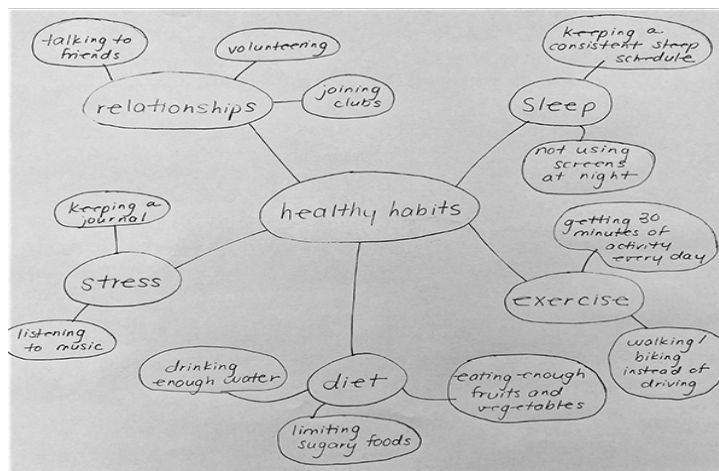 talking to
friends
volunteering
relationships
joining
clubs
keeping a
consistent sleep
schedule
Sleep
not using
screens
at night
healthy habits
keeping a
journal
stress
listening
to music
getting 30
minutes of
activity
every day
exercise
walking/
biking
instead of
driving
drinking
enough water
diet
limiting
sugary foods
eating enough
fruits and
vegetables